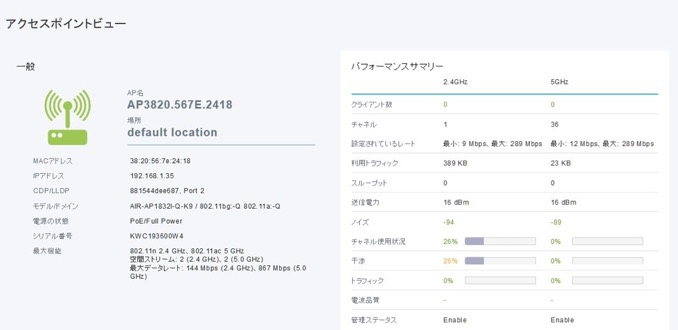 アクセスポイントビュー
一般
AP名
AP3820.567E.2418
場所
default location
MACアドレス 38:20:56:7e:24:18
IPアドレス 192.168.1.35
CDP/LLDP 881544dee687, Port 2
モデル/ドメイン AIR-AP1832I-Q-K9 / 802.11bg:-Q 802.11a:-Q
電源の状態 PoE/Full Power
シリアル番号 KWC193600W4
最大機能 802.11n 2.4 GHz, 802.11ac 5 GHz
空間ストリーム: 2 (2.4 GHz), 2 (5.0 GHz)
最大データレート: 144 Mbps (2.4 GHz), 867 Mbps (5.0
GHz)
パフォーマンスサマリー
2.4GHz 5GHz
クライアント数 0 0
チャネル 1 36
設定されているレート 最小: 9 Mbps, 最大: 289 Mbps 最小: 12 Mbps, 最大: 289 Mbps
利用トラフィック 389 KB 23 KB
スループット 0 0
送信電力 16 dBm 16 dBm
ノイズ -94 -89
チャネル使用状況 26% 0%
干渉 26% 0%
トラフィック 0% 0%
電波品質 - -
管理ステータス Enable Enable